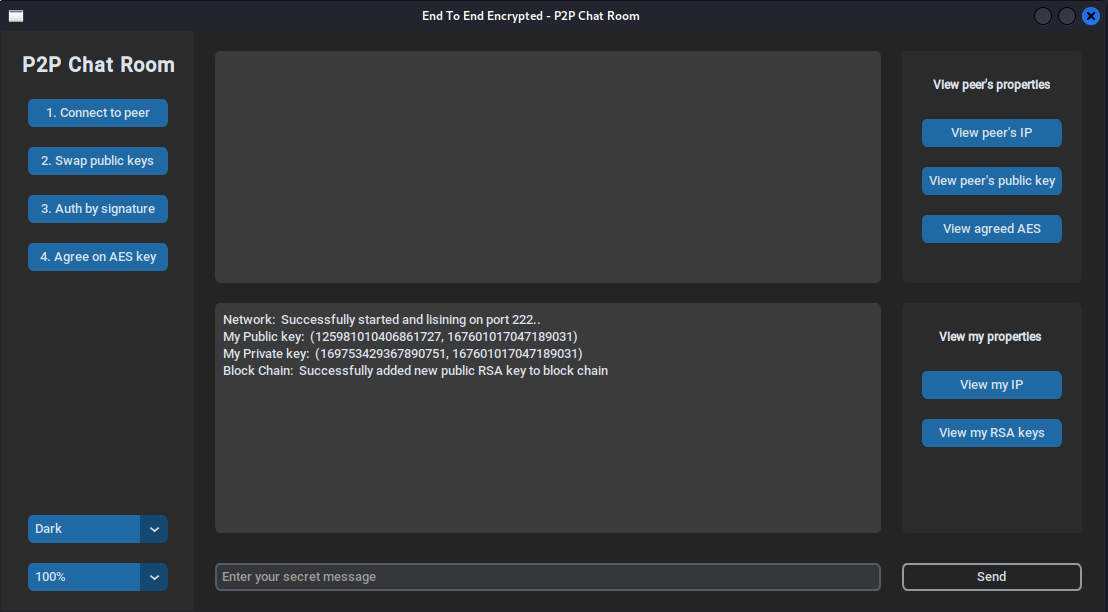 End To End Encrypted - P2P Chat Room
P2P Chat Room
1. Connect to peer
2. Swap public keys
3. Auth by signature
4. Agree on AES key
Dark
100%
Network:  Successfully started and lisining on port 222..
My Public key:  (125981010406861727, 167601017047189031)
My Private key:  (169753429367890751, 167601017047189031)
Block Chain:  Successfully added new public RSA key to block chain
Enter your secret message
View peer's properties
View peer's IP
View peer's public key
View agreed AES
View my properties
View my IP
View my RSA keys
Send